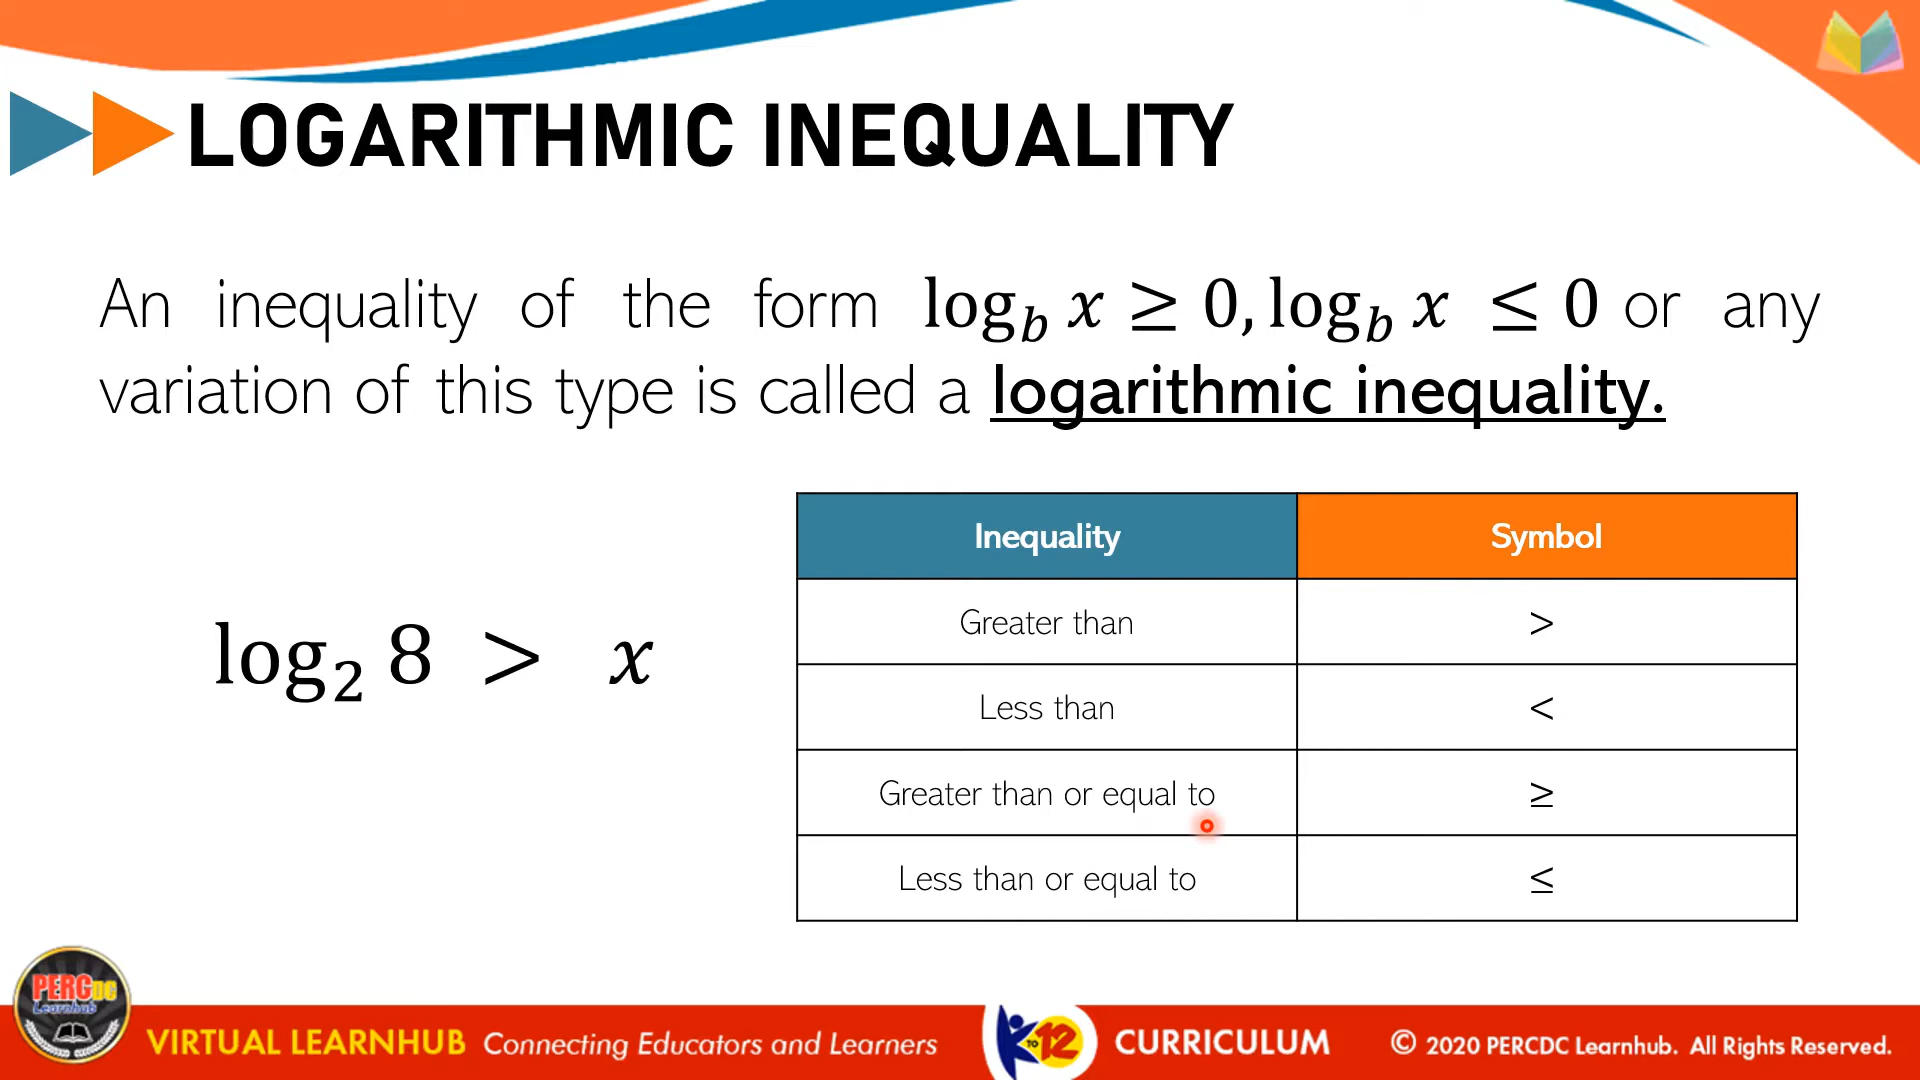 LOGARITHMIC INEQUALITY
An inequality of the form log_b x ≥ 0, log_b x ≤ 0 or any
variation of this type is called a logarithmic inequality.
Inequality Symbol
Greater than >
Less than <
Greater than or equal to ≥
Less than or equal to ≤
log₂ 8 > x
PERCDC
Learnhub
VIRTUAL LEARNHUB Connecting Educators and Learners
K TO 12 CURRICULUM
© 2020 PERCDC Learnhub. All Rights Reserved.